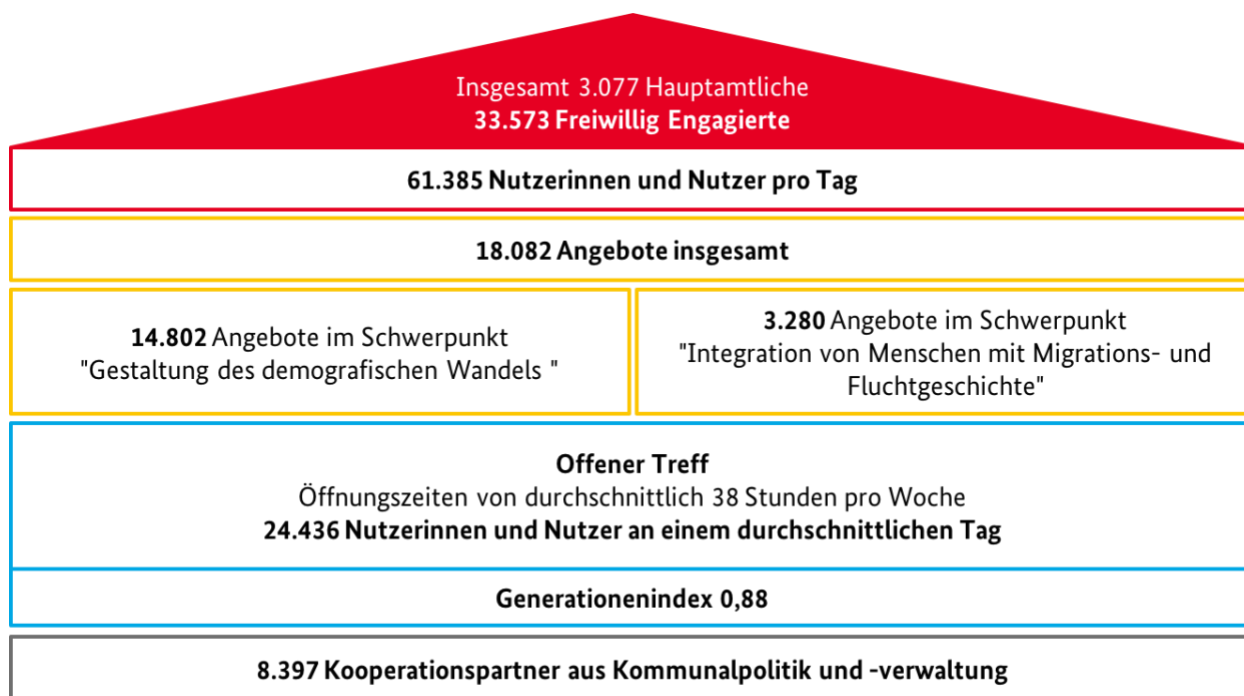 Insgesamt 3.077 Hauptamtliche
33.573 Freiwillig Engagierte
61.385 Nutzerinnen und Nutzer pro Tag
18.082 Angebote insgesamt
14.802 Angebote im Schwerpunkt
"Gestaltung des demografischen Wandels "
3.280 Angebote im Schwerpunkt
"Integration von Menschen mit Migrations- und
Fluchtgeschichte"
Offener Treff
Öffnungszeiten von durchschnittlich 38 Stunden pro Woche
24.436 Nutzerinnen und Nutzer an einem durchschnittlichen Tag
Generationenindex 0,88
8.397 Kooperationspartner aus Kommunalpolitik und -verwaltung